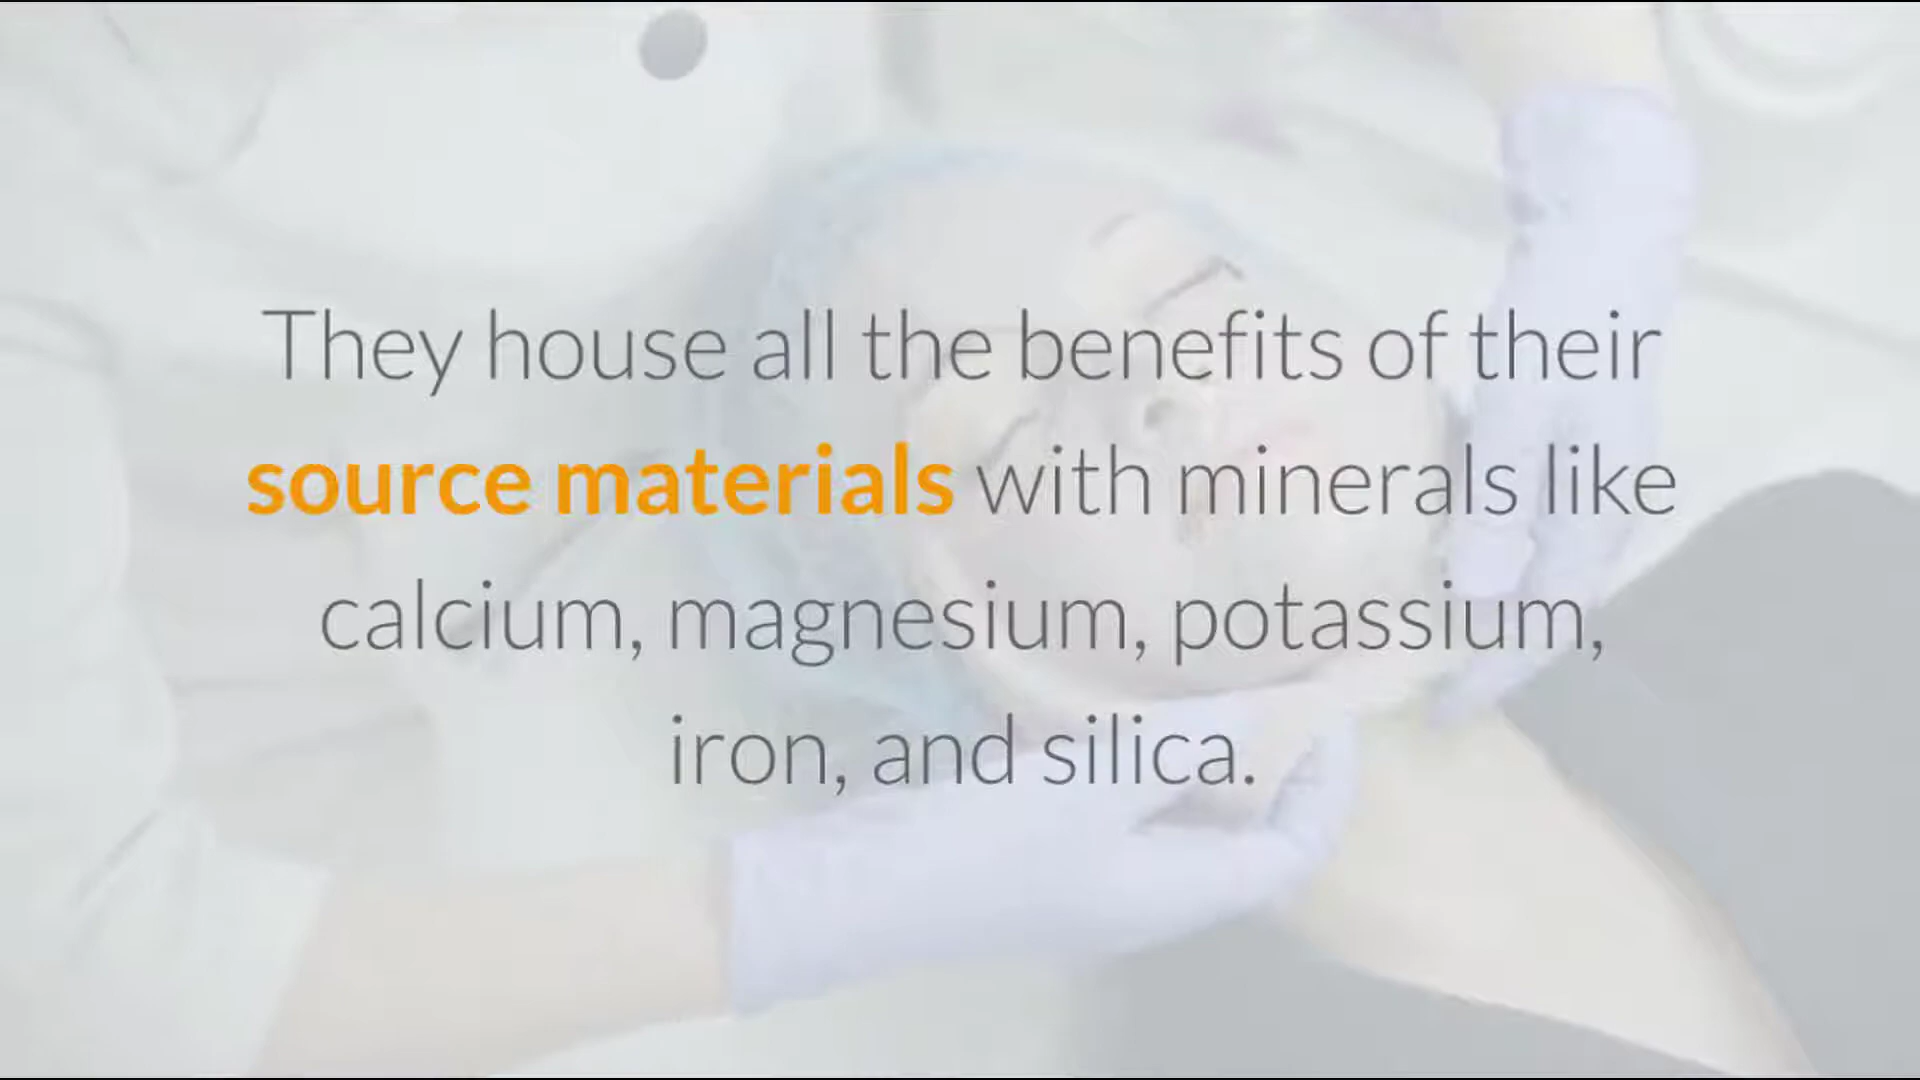 They house all the benefits of their
source materials with minerals like
calcium, magnesium, potassium,
iron, and silica.